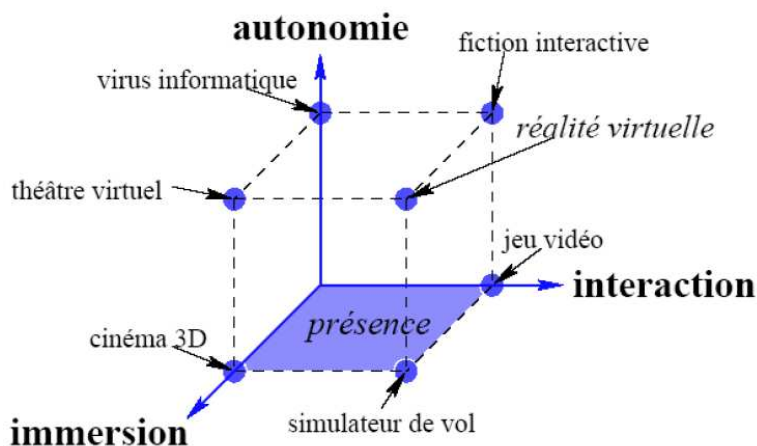 autonomie
fiction interactive
virus informatique
réalité virtuelle
théâtre virtuel
jeu vidéo
interaction
présence
cinéma 3D
simulateur de vol
immersion